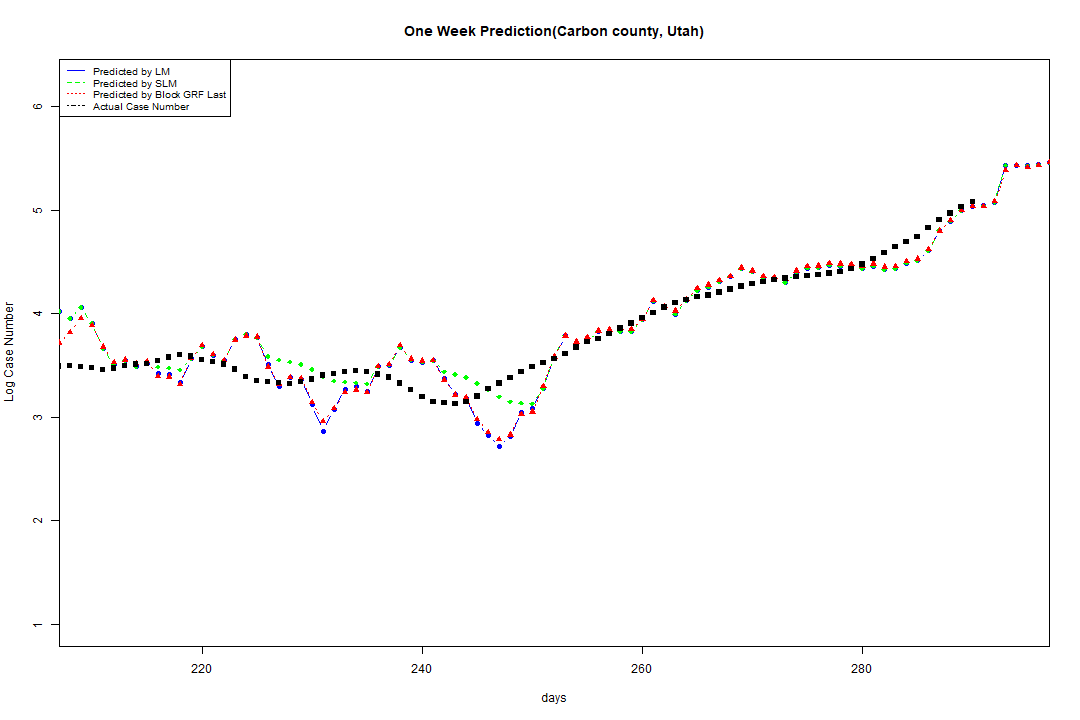 One Week Prediction(Carbon county, Utah)
Predicted by LM
Predicted by SLM
Predicted by Block GRF Last
Actual Case Number
Log Case Number
6
5
4
3
2
1
220 240 260 280
days